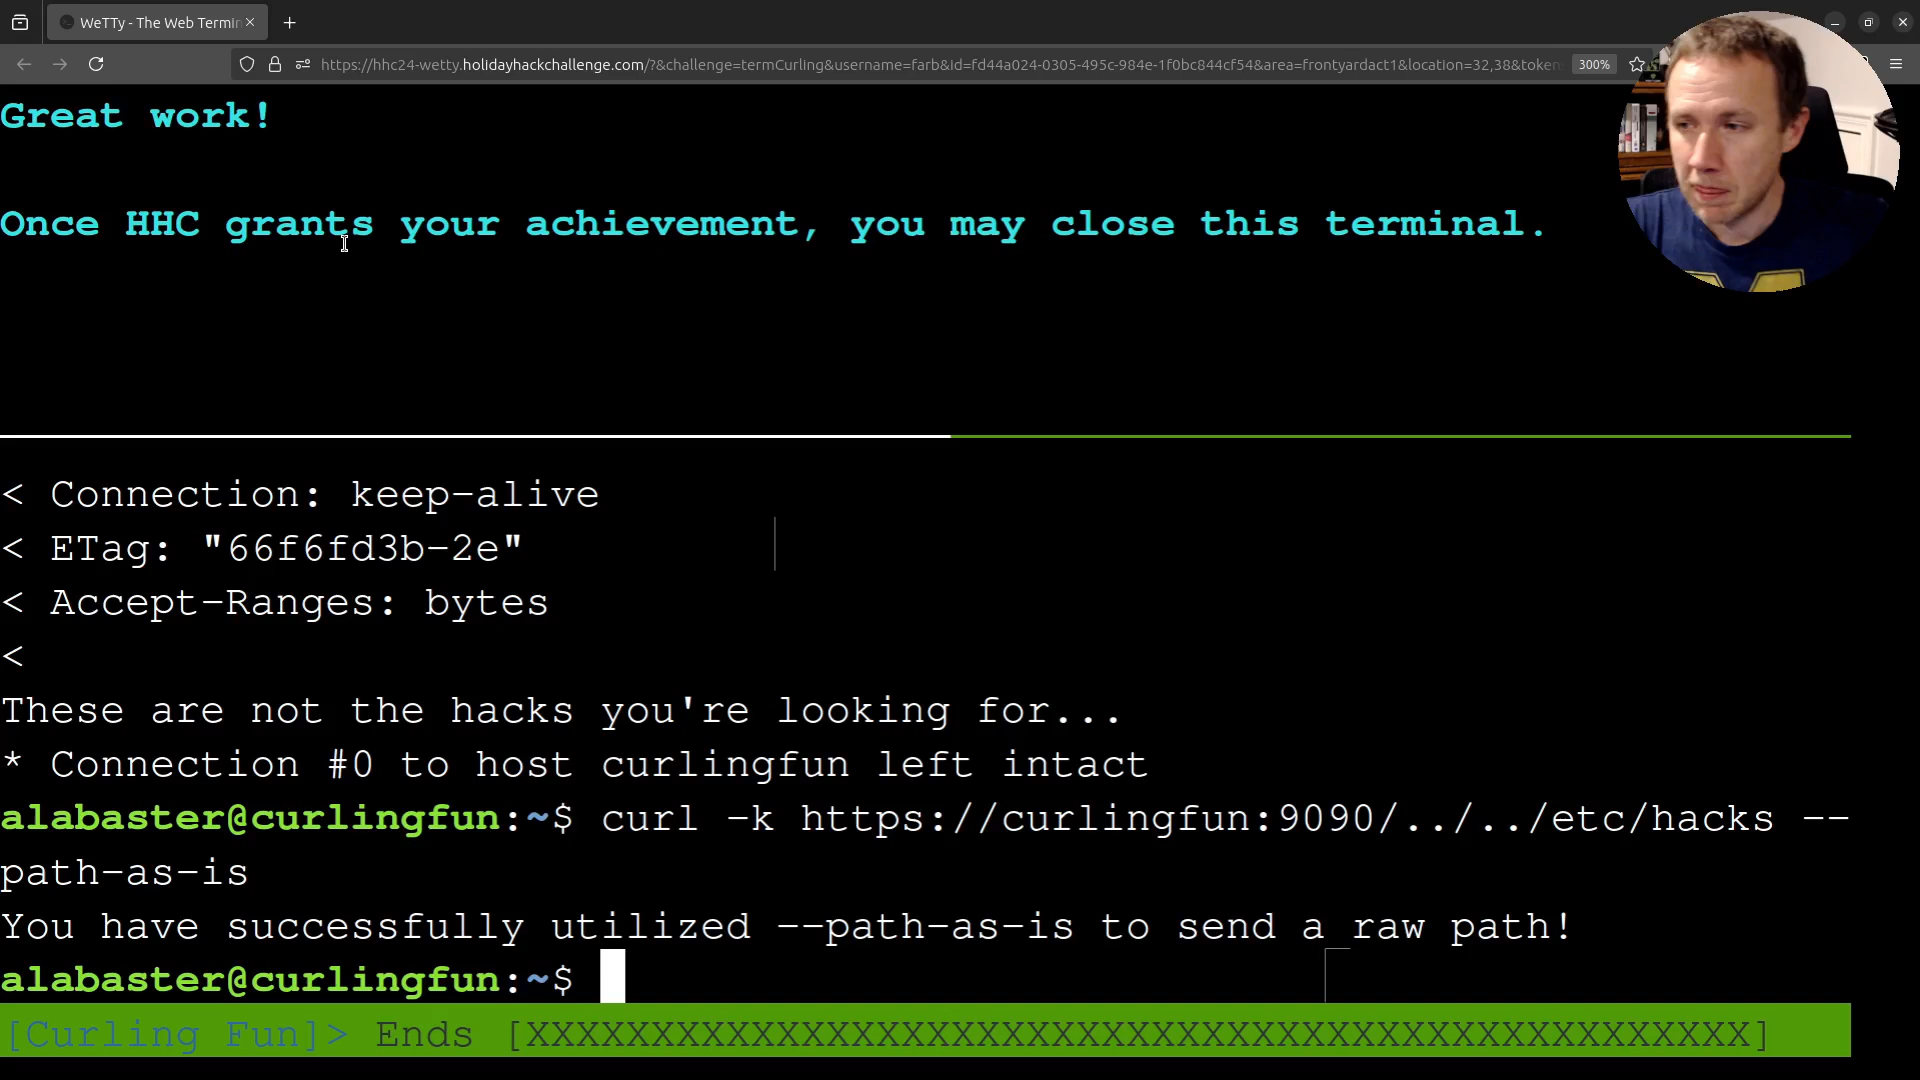 WeTTy - The Web Termin
https://hhc24-wetty.holidayhackchallenge.com/?&challenge=termCurling&username=farb&id=fd44a024-0305-495c-984e-1f0bc844cf54&area=frontyardact1&location=32,38&token
300%
Great work!
Once HHC grants your achievement, you may close this terminal.
< Connection: keep-alive
< ETag: "66f6fd3b-2e"
< Accept-Ranges: bytes
<
These are not the hacks you're looking for...
* Connection #0 to host curlingfun left intact
alabaster@curlingfun:~$ curl -k https://curlingfun:9090/../../etc/hacks --
path-as-is
You have successfully utilized --path-as-is to send a raw path!
alabaster@curlingfun:~$
[Curling Fun]> Ends [XXXXXXXXXXXXXXXXXXXXXXXXXXXXXXXXXXXXXXXXXXXXXXXXX]